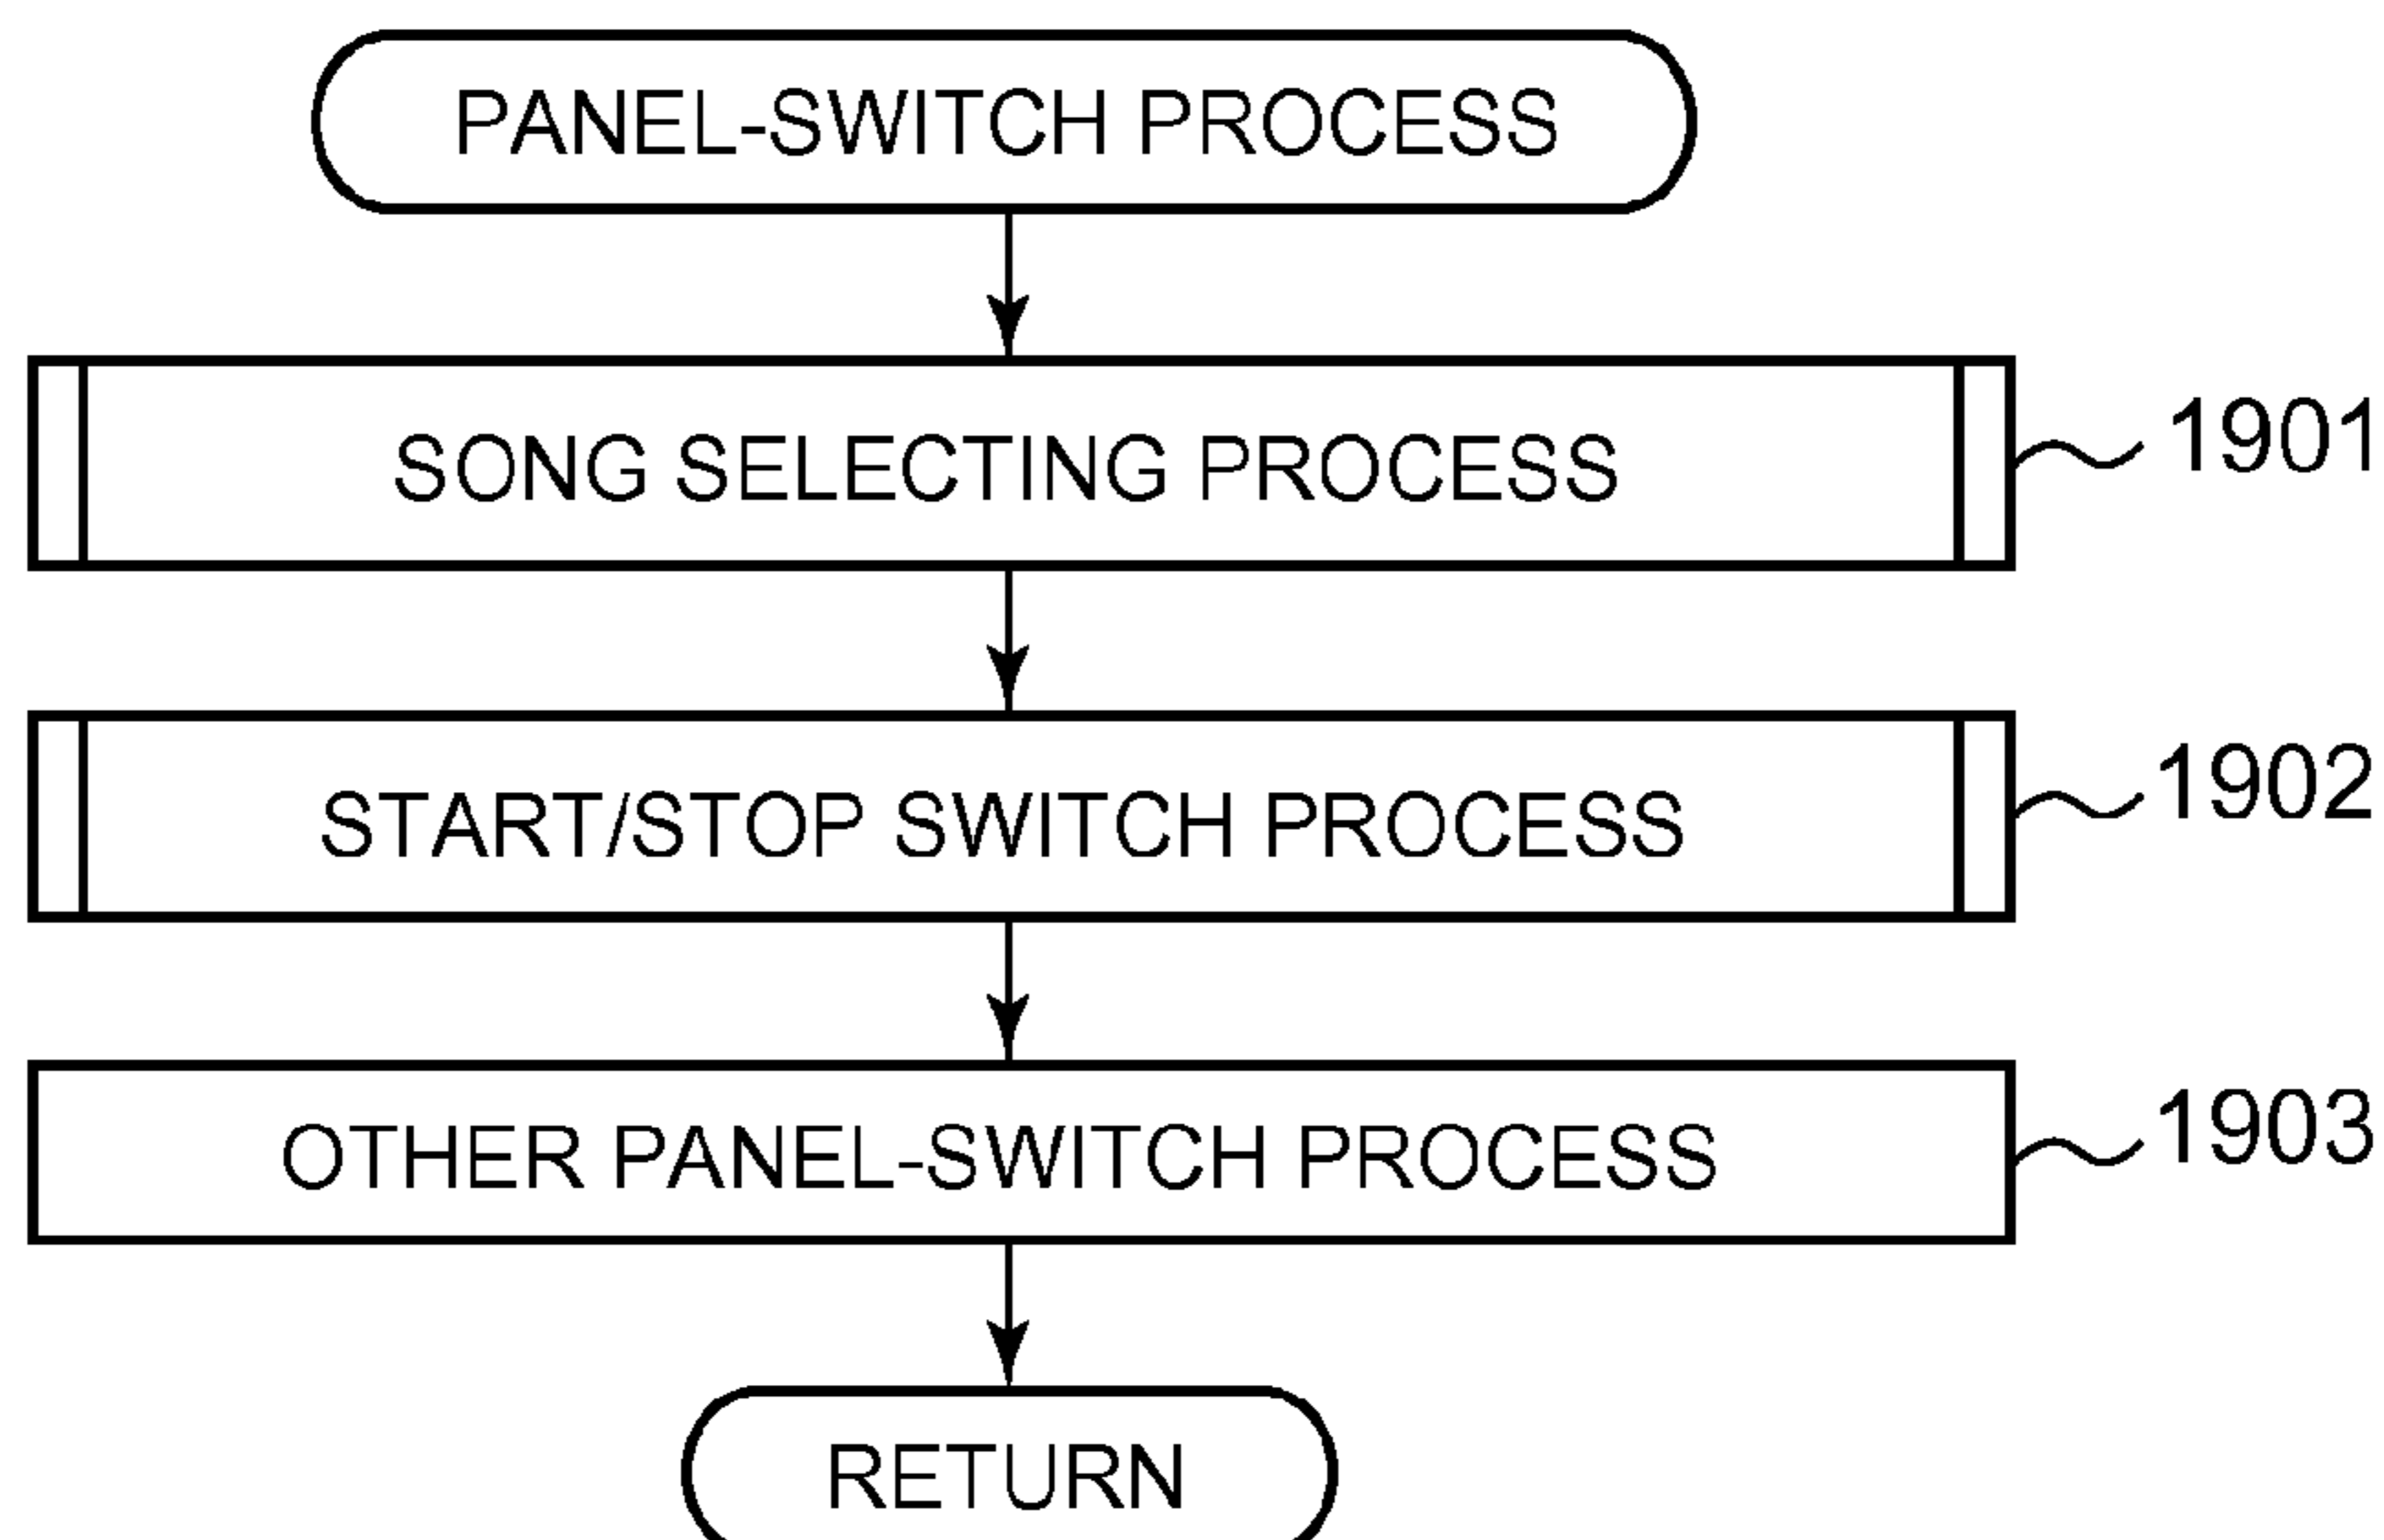 PANEL-SWITCH PROCESS
SONG SELECTING PROCESS
1901
START/STOP SWITCH PROCESS
1902
OTHER PANEL-SWITCH PROCESS
1903
RETURN